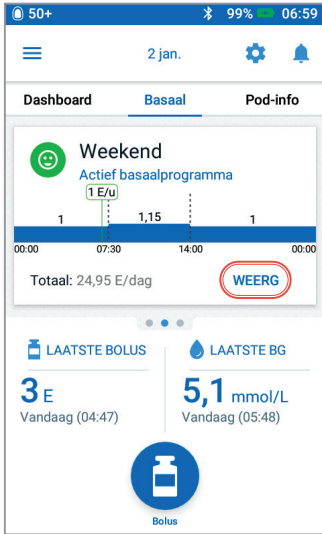 50+ 99% 06:59
2 jan.
Dashboard Basaal Pod-info
Weekend
Actief basaalprogramma
1 E/u
1 1,15 1
00:00 07:30 14:00 00:00
Totaal: 24,95 E/dag WEERG
LAATSTE BOLUS LAATSTE BG
3 E 5,1 mmol/L
Vandaag (04:47) Vandaag (05:48)
Bolus